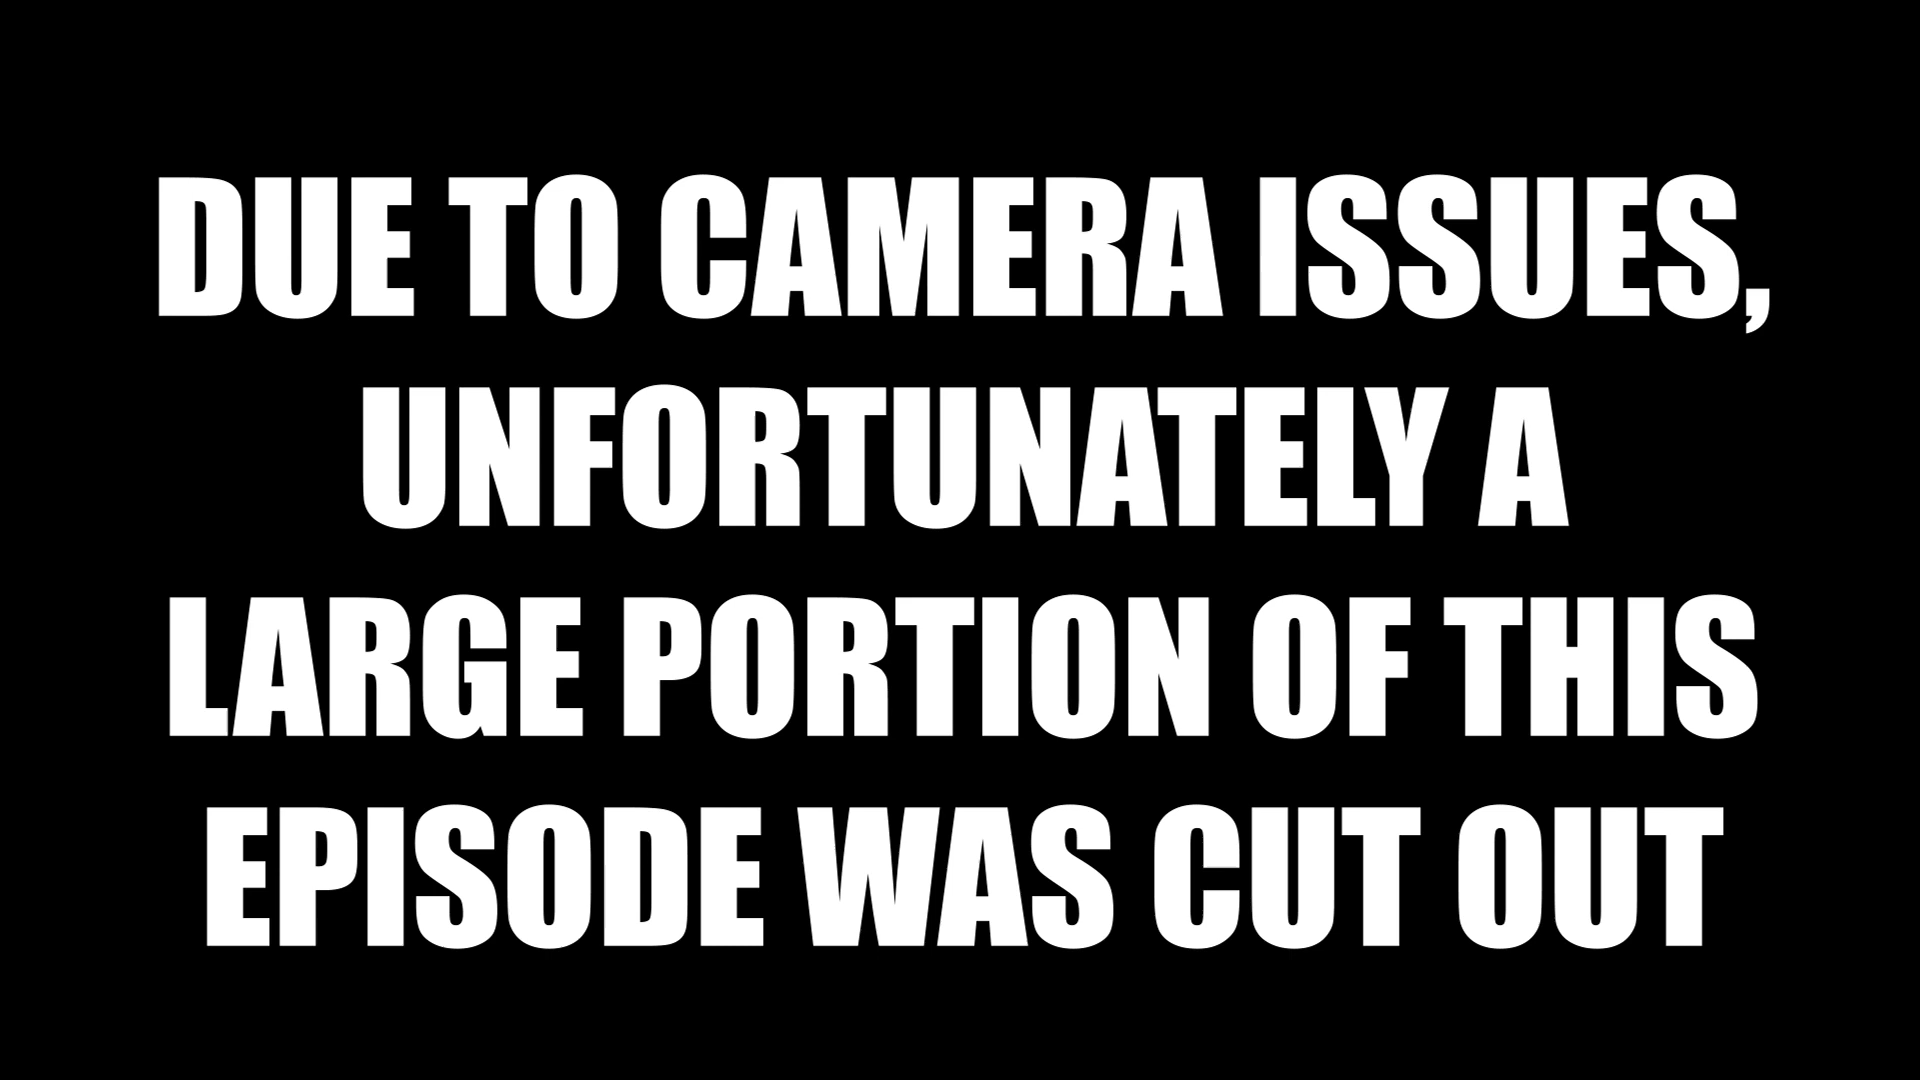 DUE TO CAMERA ISSUES,
UNFORTUNATELY A
LARGE PORTION OF THIS
EPISODE WAS CUT OUT